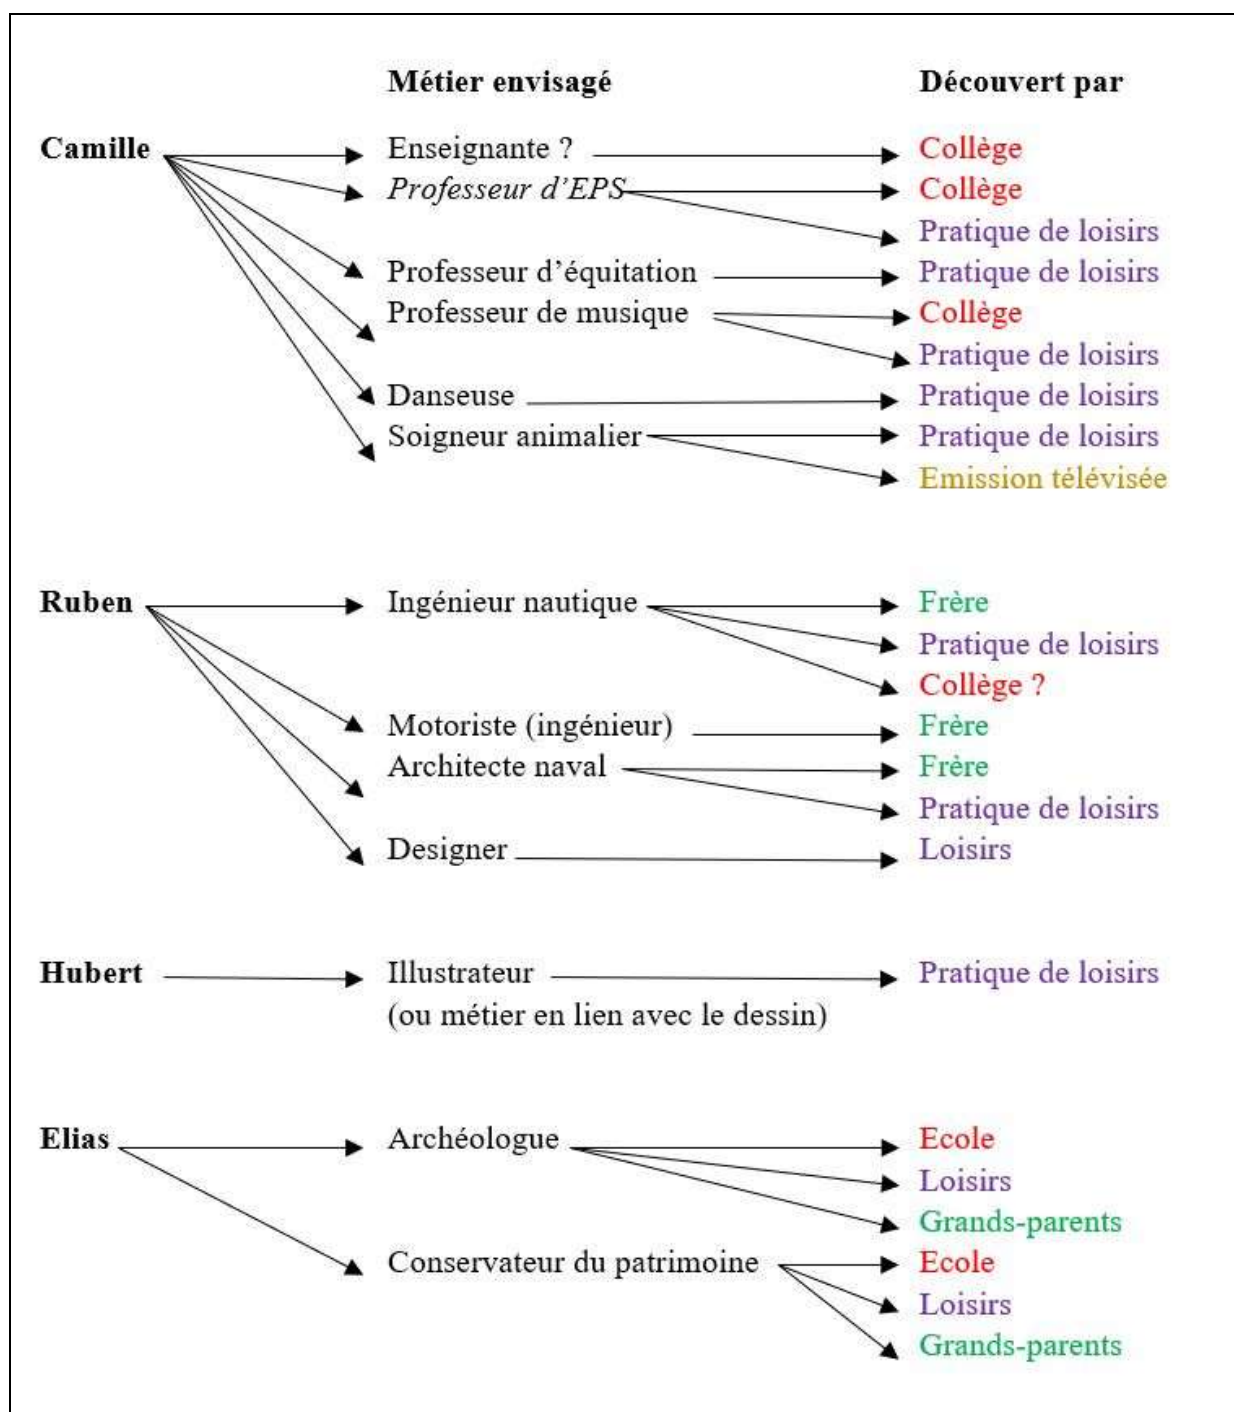 Métier envisagé Découvert par
Camille Enseignante ? Collège
Professeur d'EPS Collège
Pratique de loisirs
Professeur d'équitation Pratique de loisirs
Professeur de musique Collège
Pratique de loisirs
Danseuse Pratique de loisirs
Soigneur animalier Pratique de loisirs
Emission télévisée
Ruben Ingénieur nautique Frère
Pratique de loisirs
Collège ?
Motoriste (ingénieur) Frère
Architecte naval Frère
Pratique de loisirs
Designer Loisirs
Hubert Illustrateur Pratique de loisirs
(ou métier en lien avec le dessin)
Elias Archéologue Ecole
Loisirs
Grands-parents
Conservateur du patrimoine Ecole
Loisirs
Grands-parents